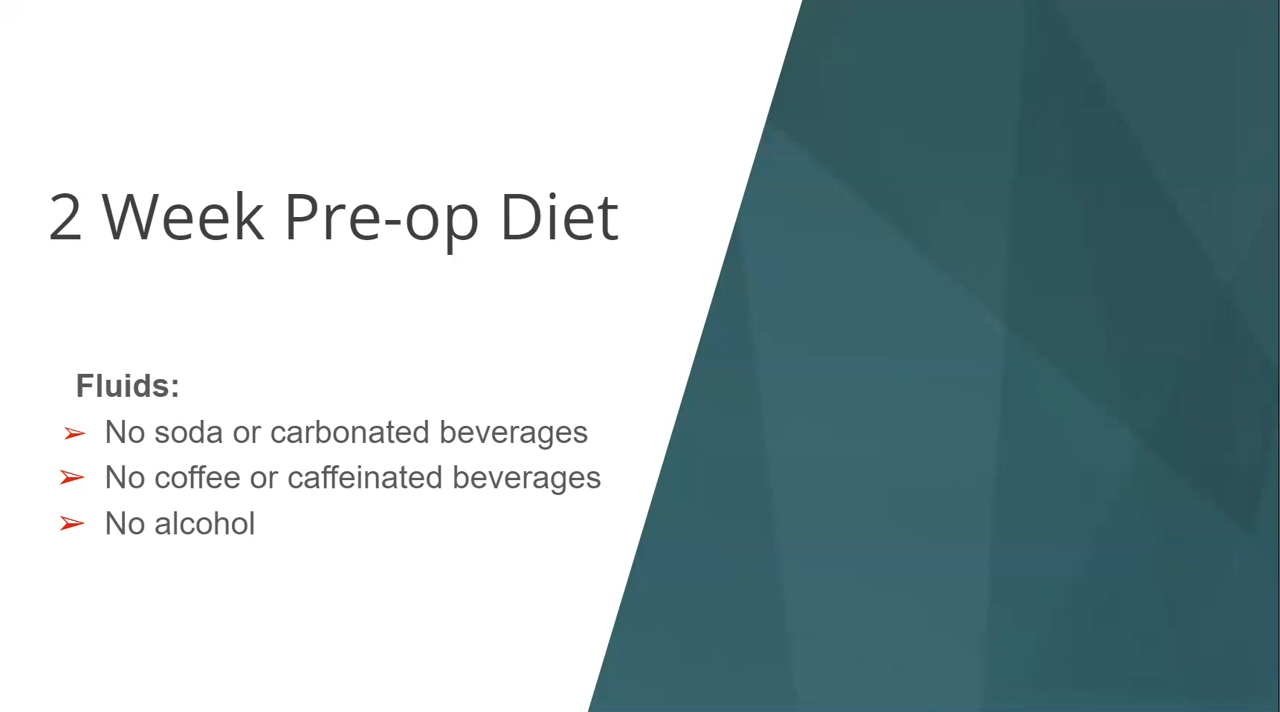 2 Week Pre-op Diet
Fluids:
➢ No soda or carbonated beverages
➢ No coffee or caffeinated beverages
➢ No alcohol